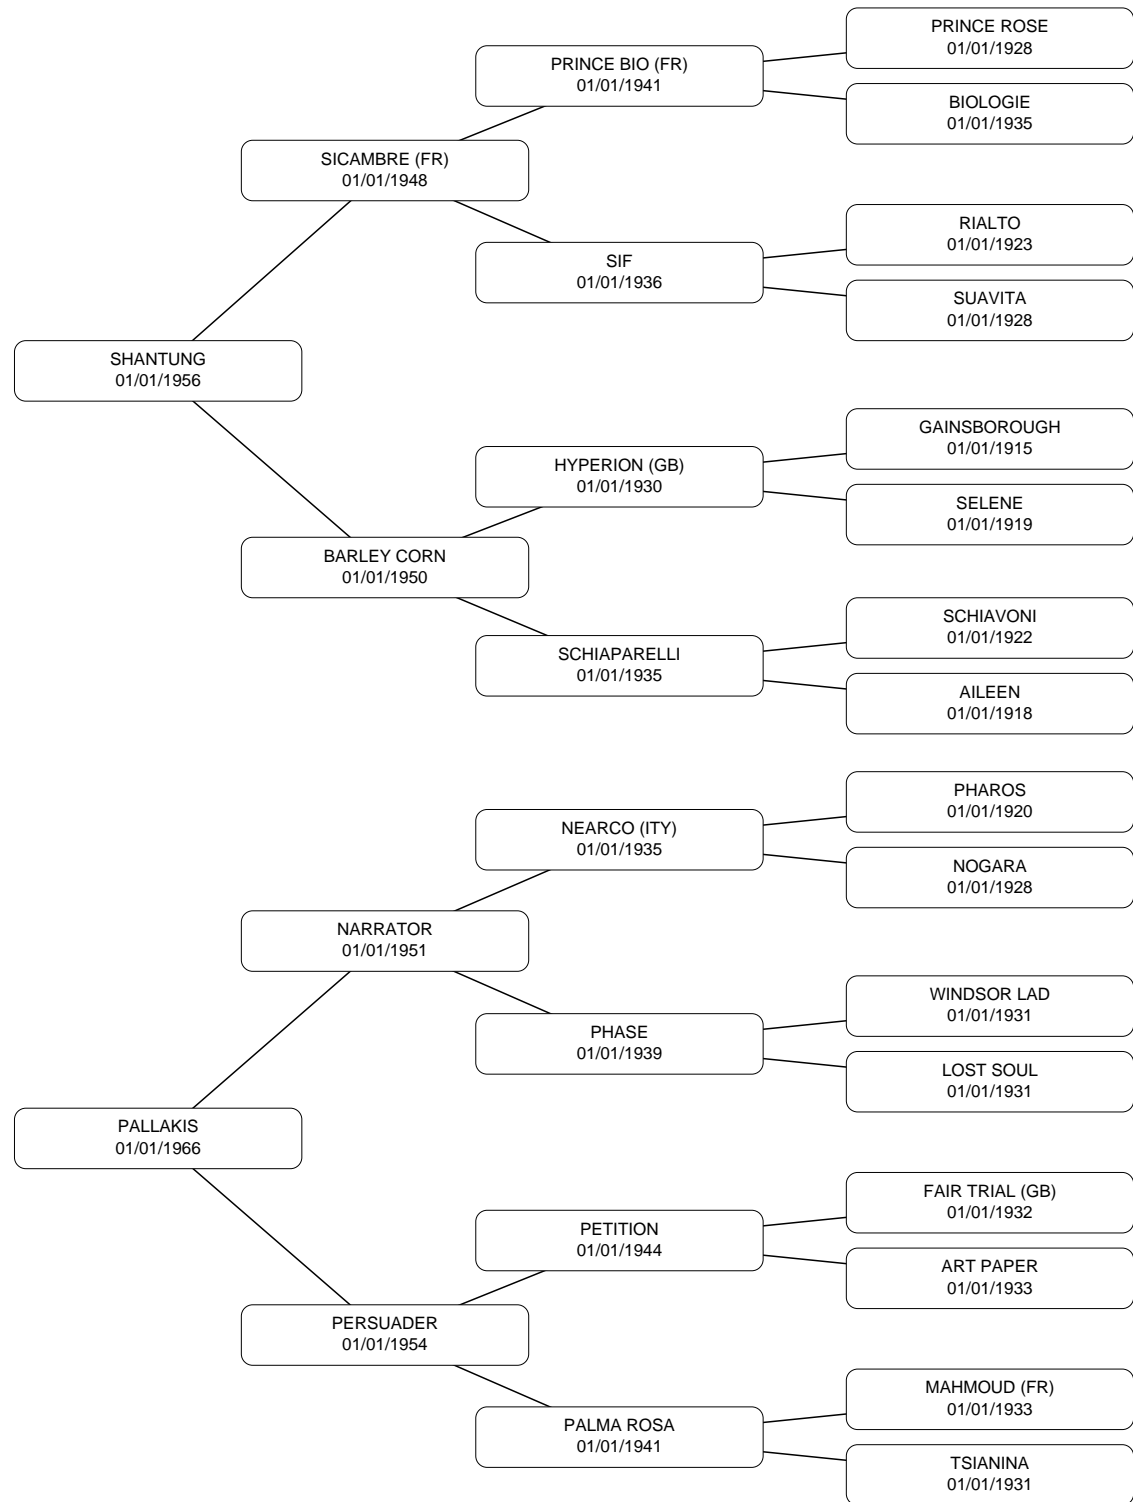 PRINCE ROSE
01/01/1928
PRINCE BIO (FR)
01/01/1941
BIOLOGIE
01/01/1935
SICAMBRE (FR)
01/01/1948
RIALTO
01/01/1923
SIF
01/01/1936
SUAVITA
01/01/1928
SHANTUNG
01/01/1956
GAINSBOROUGH
01/01/1915
HYPERION (GB)
01/01/1930
SELENE
01/01/1919
BARLEY CORN
01/01/1950
SCHIAVONI
01/01/1922
SCHIAPARELLI
01/01/1935
AILEEN
01/01/1918
PHAROS
01/01/1920
NEARCO (ITY)
01/01/1935
NOGARA
01/01/1928
NARRATOR
01/01/1951
WINDSOR LAD
01/01/1931
PHASE
01/01/1939
LOST SOUL
01/01/1931
PALLAKIS
01/01/1966
FAIR TRIAL (GB)
01/01/1932
PETITION
01/01/1944
ART PAPER
01/01/1933
PERSUADER
01/01/1954
MAHMOUD (FR)
01/01/1933
PALMA ROSA
01/01/1941
TSIANINA
01/01/1931